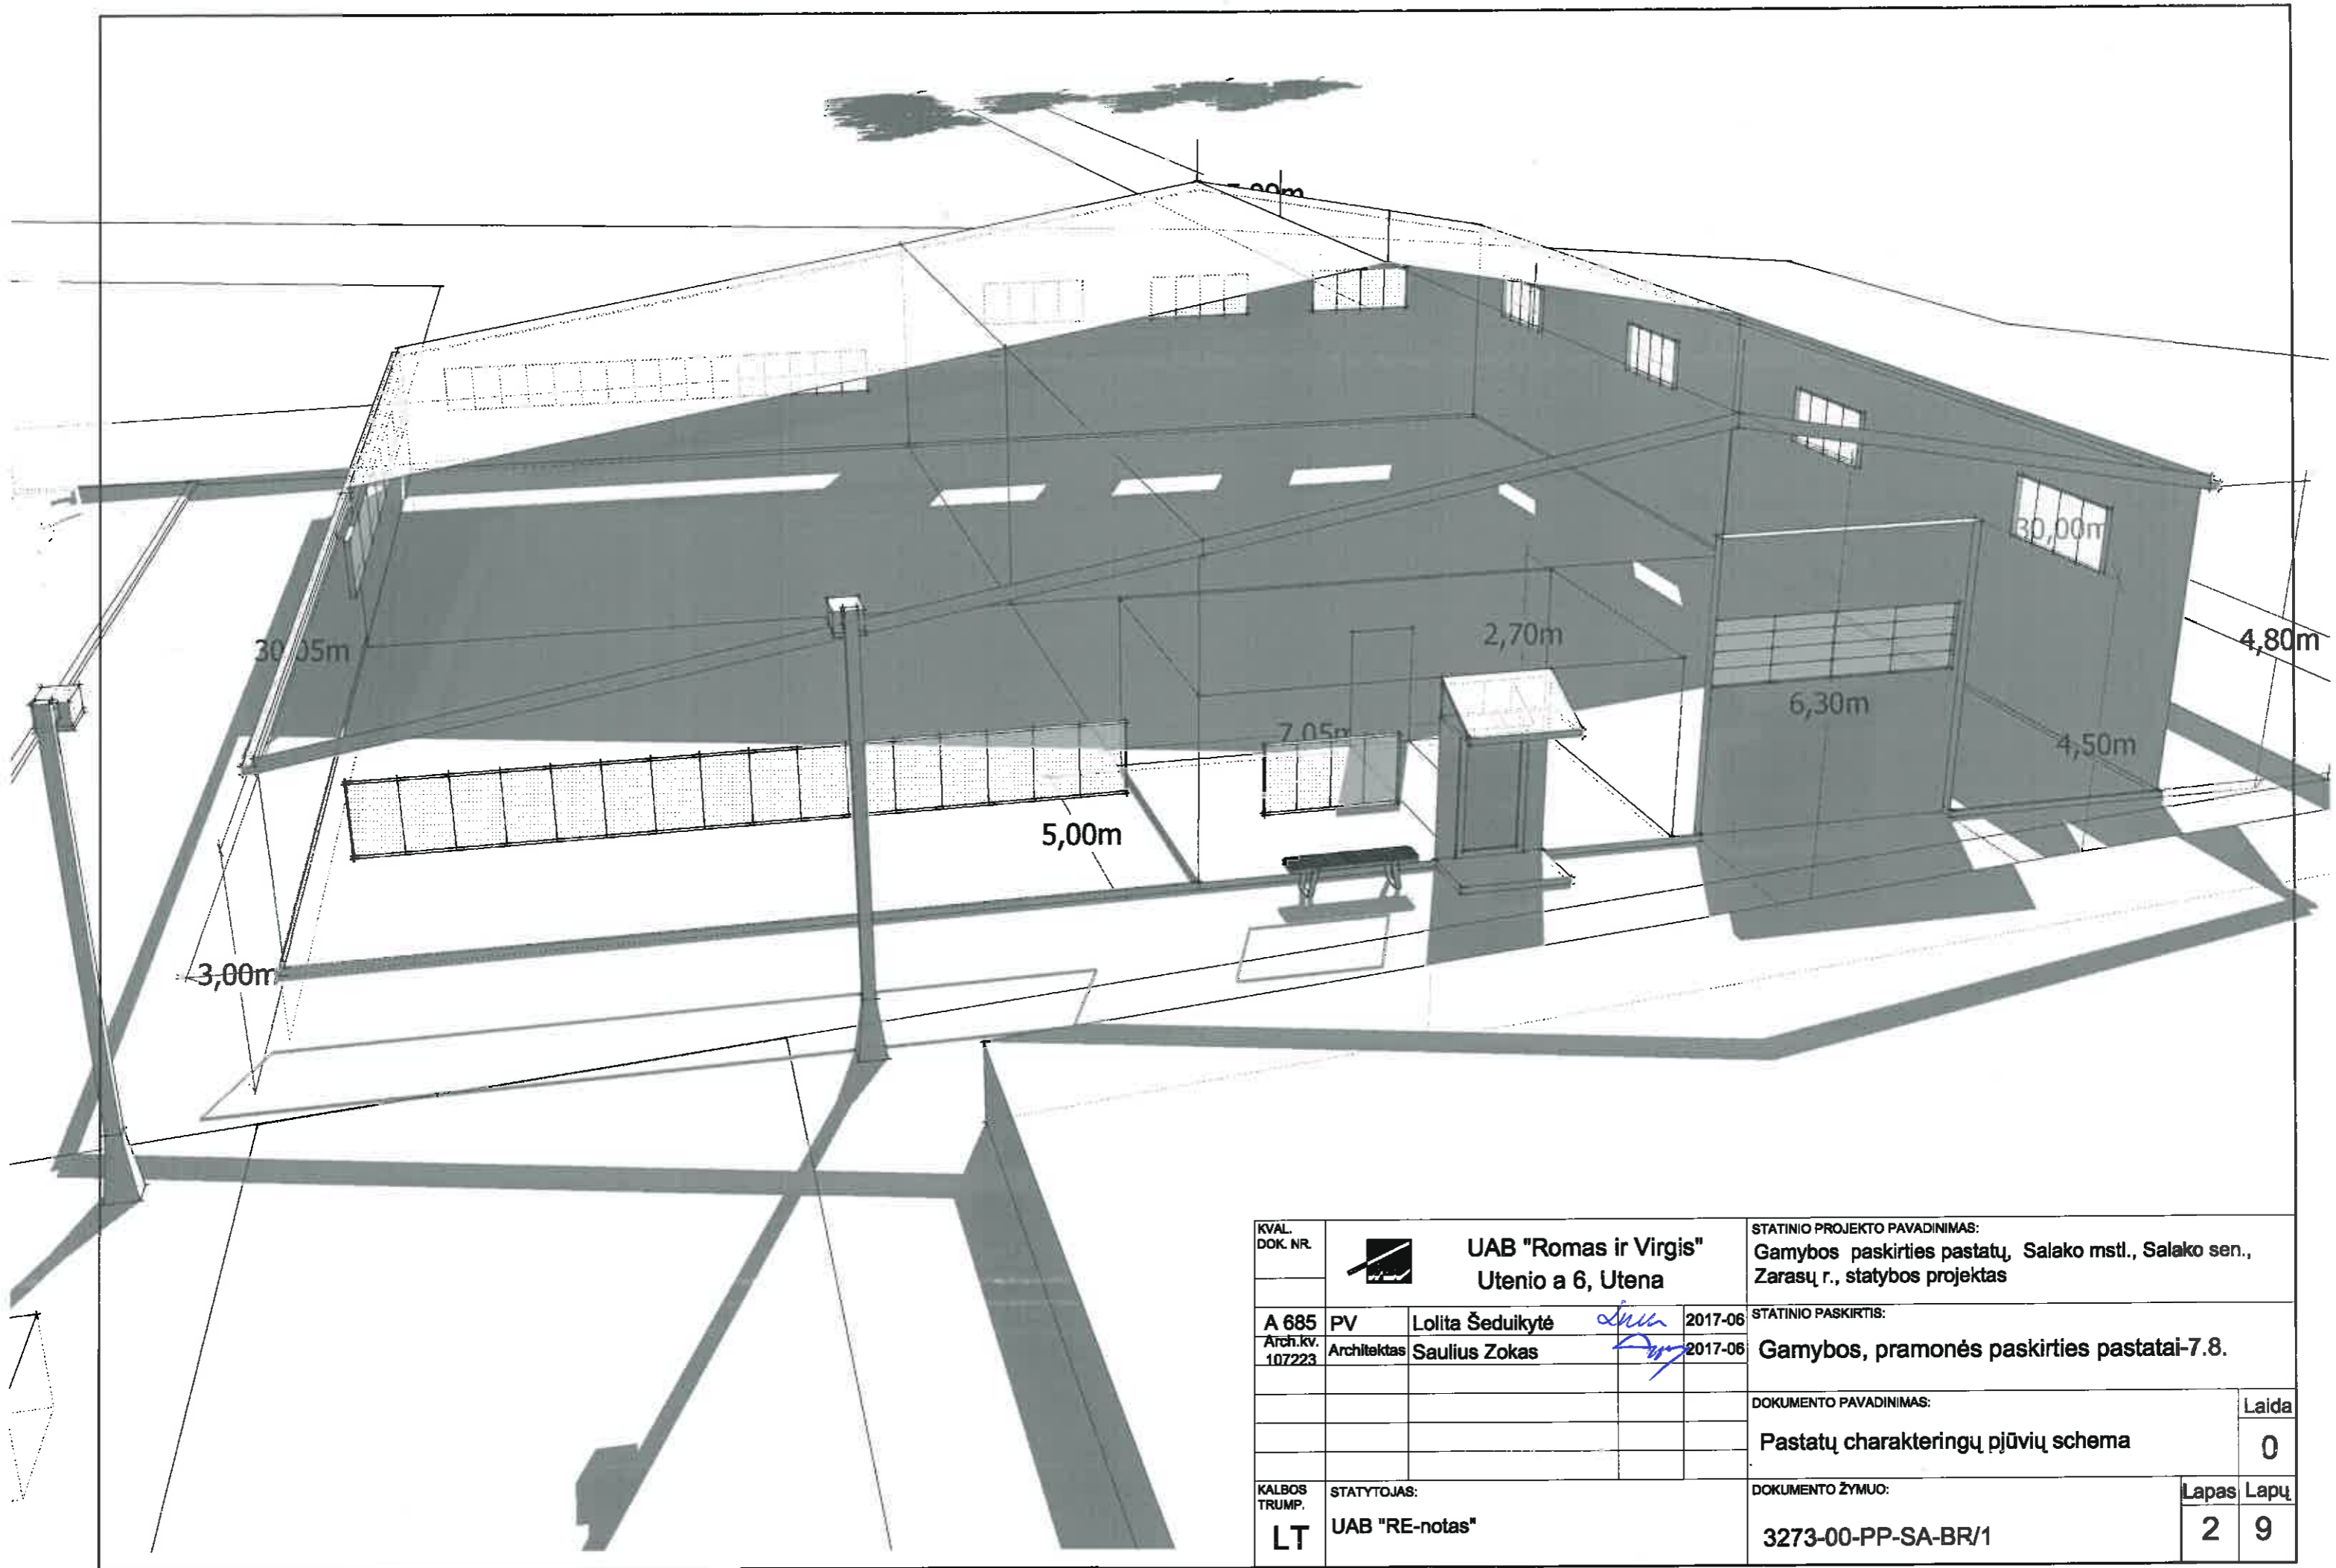 30,00m
30,05m
2,70m
4,80m
6,30m
7,05m
4,50m
5,00m
3,00m
KVAL.
DOK. NR.
UAB "Romas ir Virgis"
Utenio a 6, Utena
STATINIO PROJEKTO PAVADINIMAS:
Gamybos paskirties pastatų, Salako mstl., Salako sen.,
Zarasų r., statybos projektas
A 685 PV Lolita Šeduikytė 2017-06
Arch.kv.
107223 Architektas Saulius Zokas 2017-06
STATINIO PASKIRTIS:
Gamybos, pramonės paskirties pastatai-7.8.
DOKUMENTO PAVADINIMAS:
Pastatų charakteringų pjūvių schema
Laida
0
KALBOS
TRUMP.
LT
STATYTOJAS:
UAB "RE-notas"
DOKUMENTO ŽYMUO:
3273-00-PP-SA-BR/1
Lapas Lapų
2 9